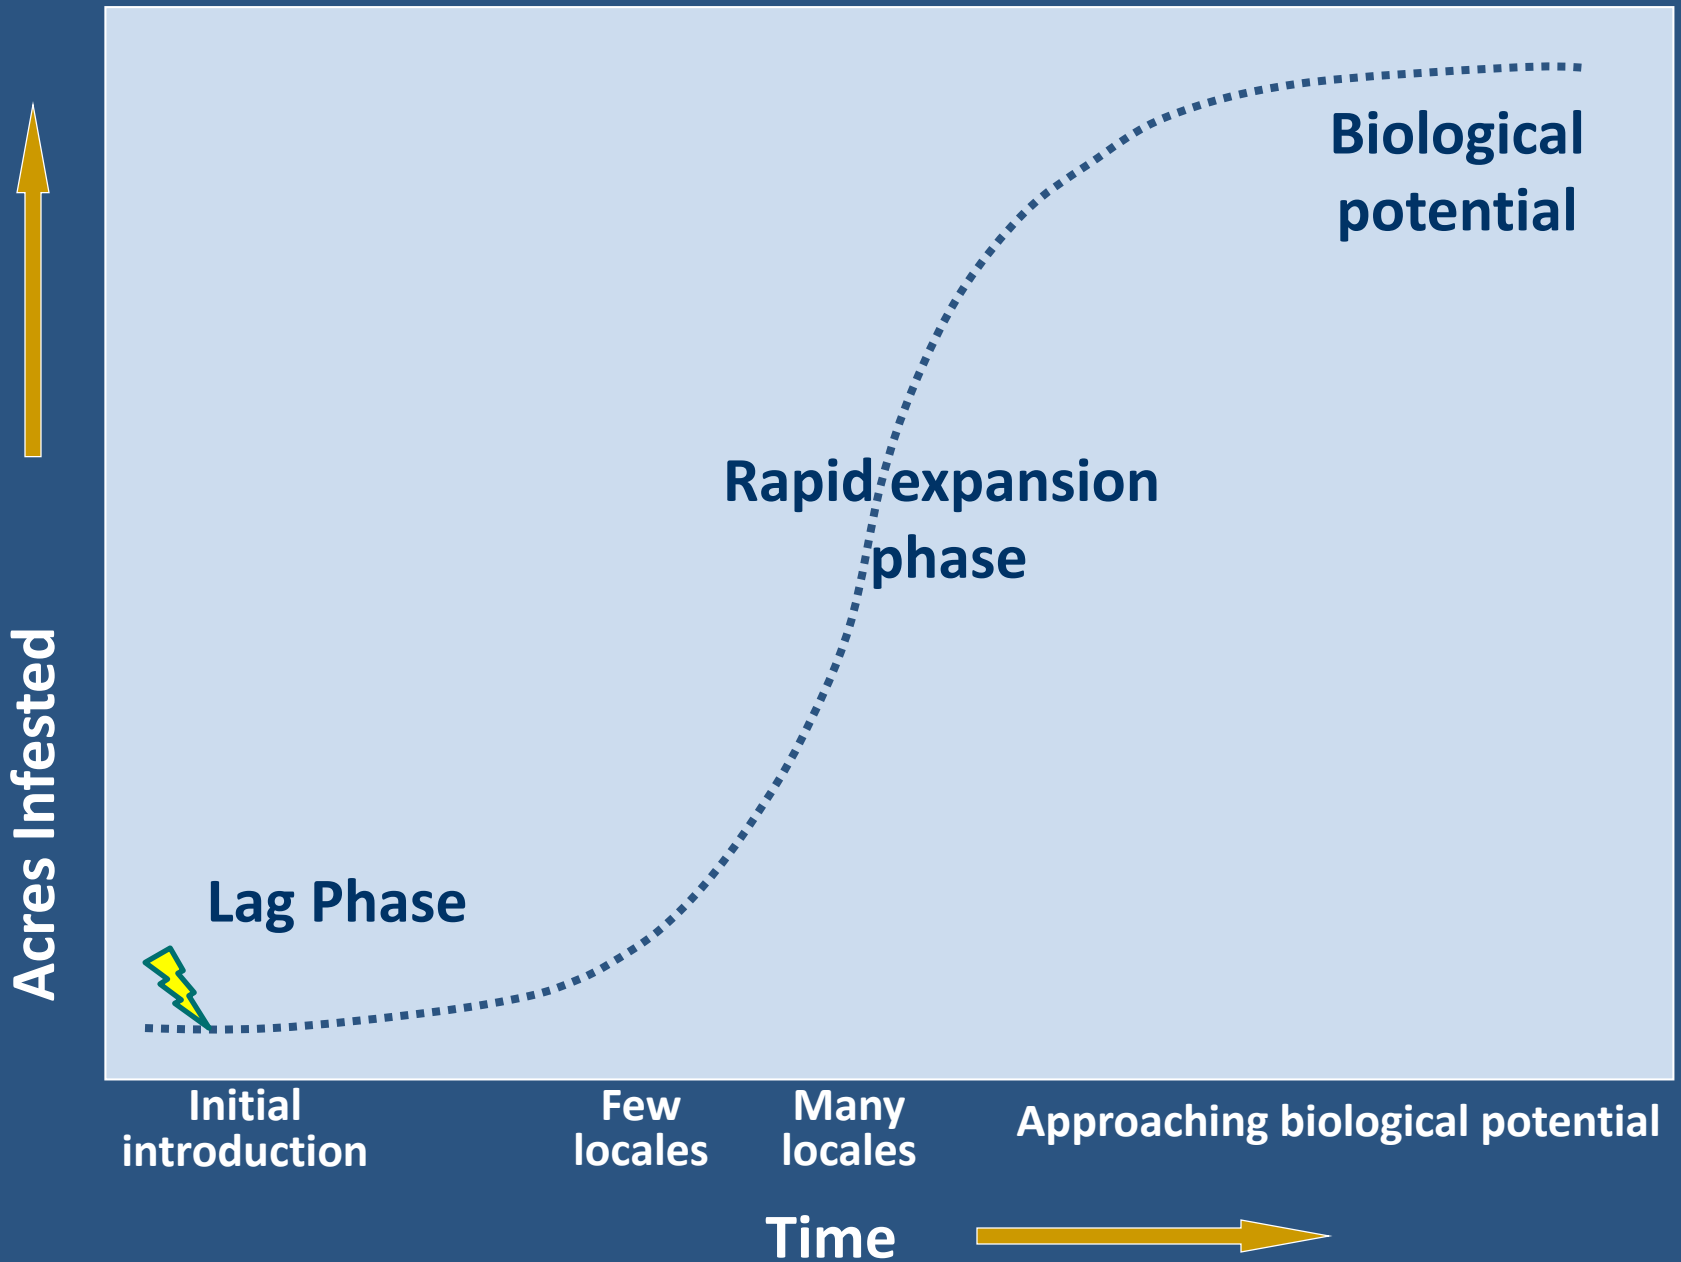 Biological
potential
Rapid expansion
phase
Lag Phase
Acres Infested
Initial
introduction
Few
locales
Many
locales
Approaching biological potential
Time